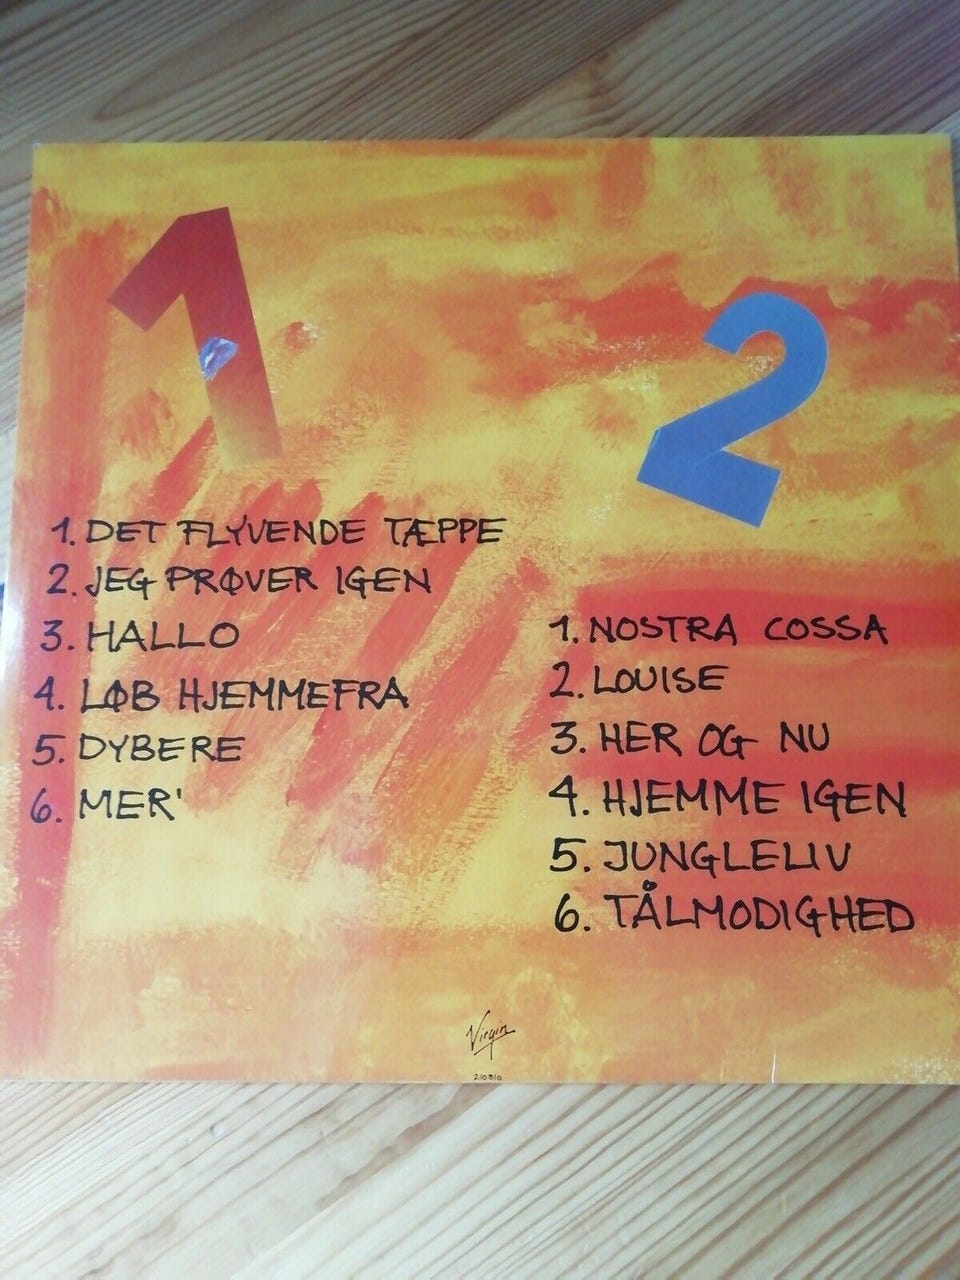 1
1. DET FLYVENDE TÆPPE
2. JEG PRØVER IGEN
3. HALLO
4. LØB HJEMMEFRA
5. DYBERE
6. MER'
2
1. NOSTRA COSSA
2. LOUISE
3. HER OG NU
4. HJEMME IGEN
5. JUNGLELIV
6. TÅLMODIGHED
Virgin
210810